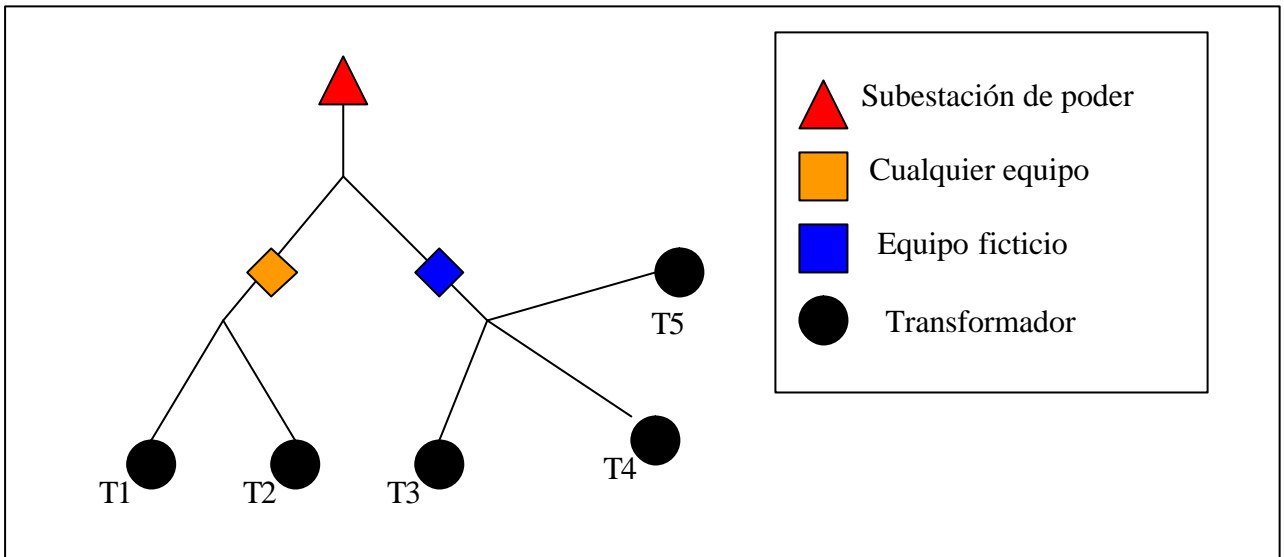 Subestación de poder
Cualquier equipo
Equipo ficticio
Transformador
T5
T4
T1
T2
T3